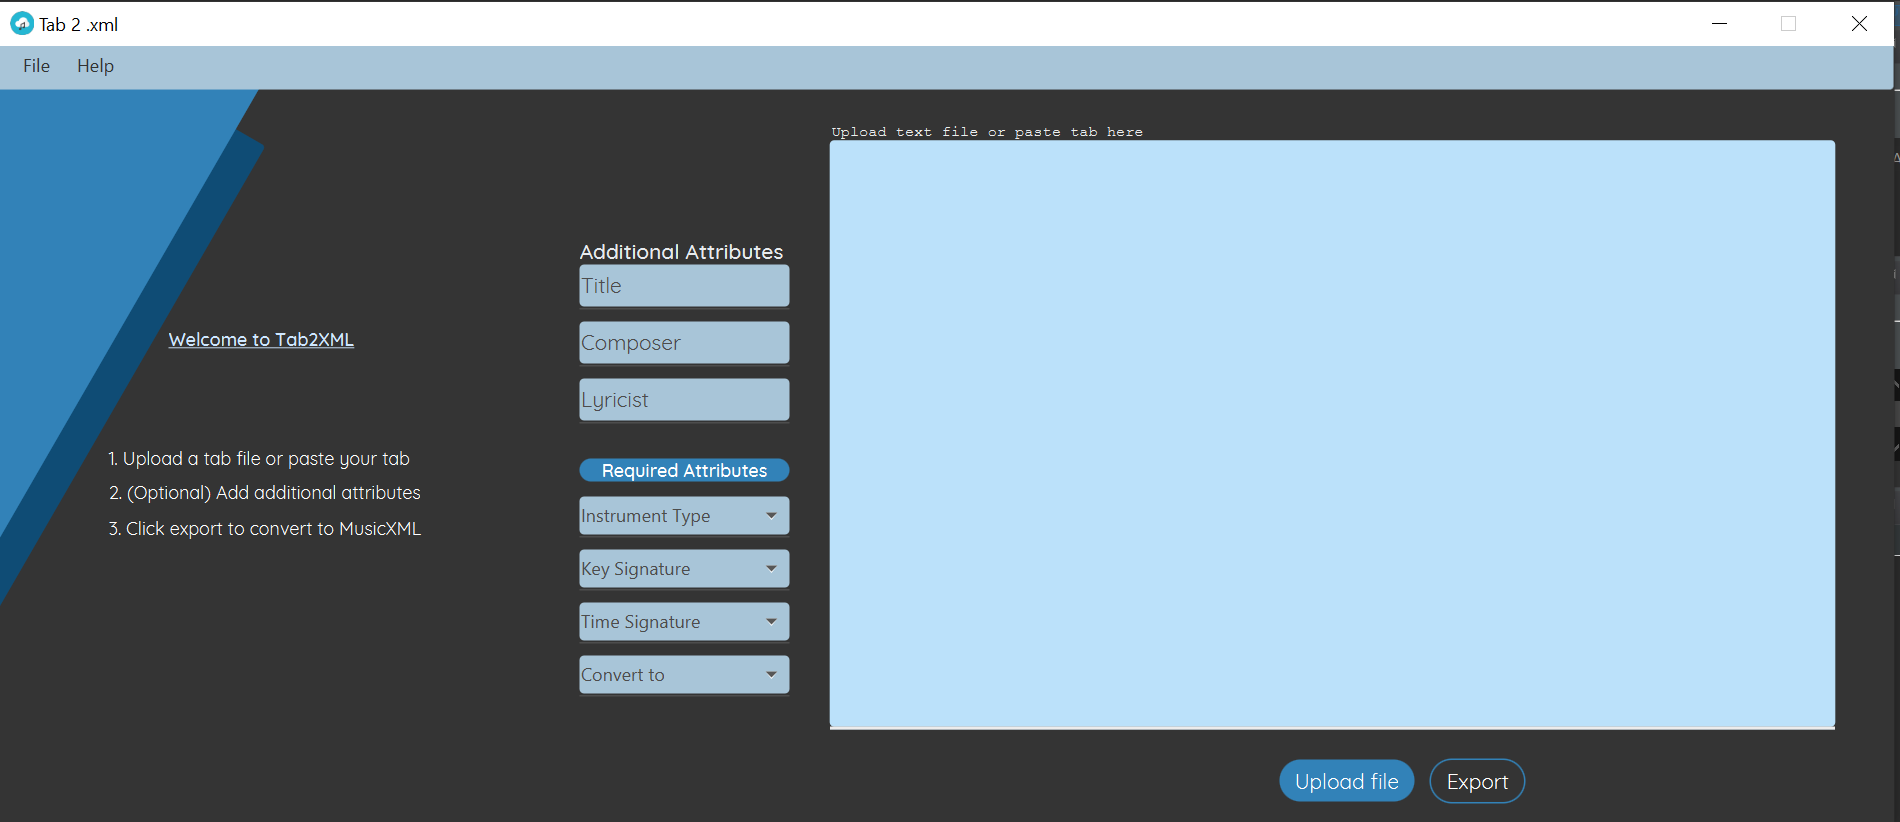 Tab 2 .xml
File Help
Upload text file or paste tab here
Additional Attributes
Title
Composer
Lyricist
Welcome to Tab2XML
1. Upload a tab file or paste your tab
2. (Optional) Add additional attributes
3. Click export to convert to MusicXML
Required Attributes
Instrument Type
Key Signature
Time Signature
Convert to
Upload file
Export